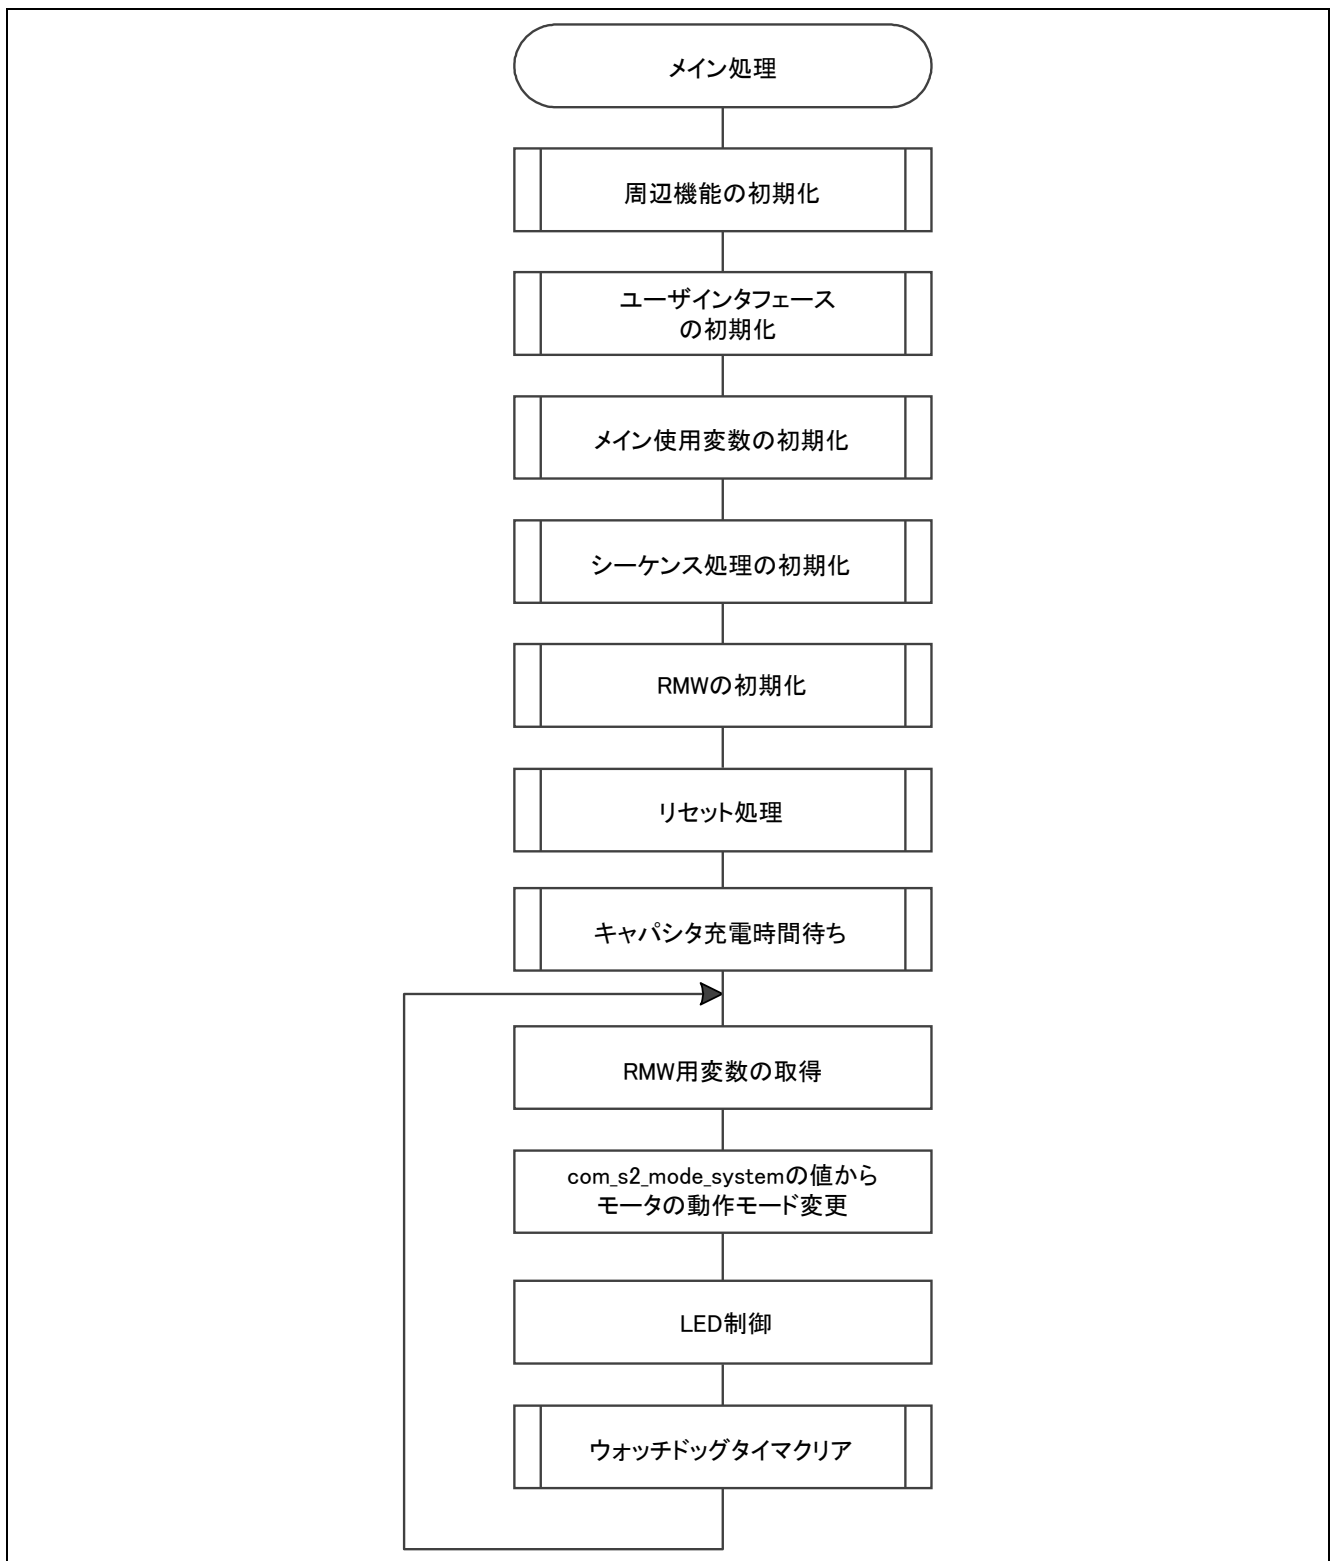 メイン処理
周辺機能の初期化
ユーザインタフェース
の初期化
メイン使用変数の初期化
シーケンス処理の初期化
RMWの初期化
リセット処理
キャパシタ充電時間待ち
RMW用変数の取得
com_s2_mode_systemの値から
モータの動作モード変更
LED制御
ウォッチドッグタイマクリア